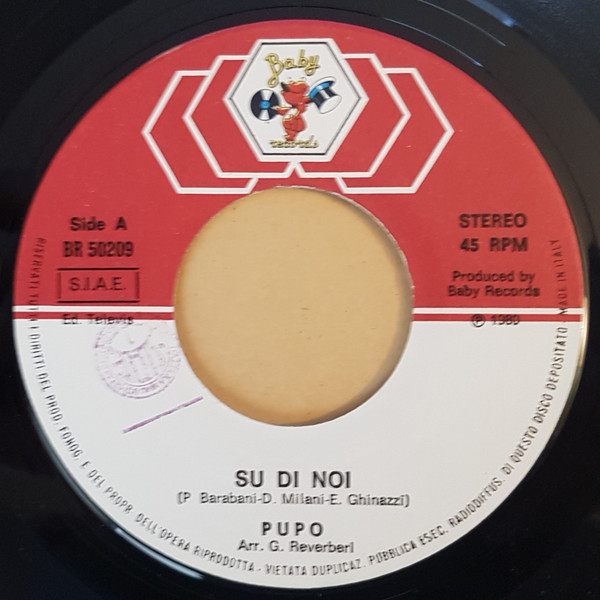 Baby
records
Side A
BR 50209
S.I.A.E.
Ed. Televis
STEREO
45 RPM
Produced by
Baby Records
℗ 1980
SU DI NOI
(P Barabani-D. Milani-E. Ghinazzi)
PUPO
Arr. G. Reverberi
RISERVATI TUTTI I DIRITTI DEL PROD. FONOG. E DEL PROPR. DELL'OPERA RIPRODOTTA - VIETATA DUPLICAZ. PUBBLICA ESEC. RADIODIFFUS. DI QUESTO DISCO DEPOSITATO - MADE IN ITALY